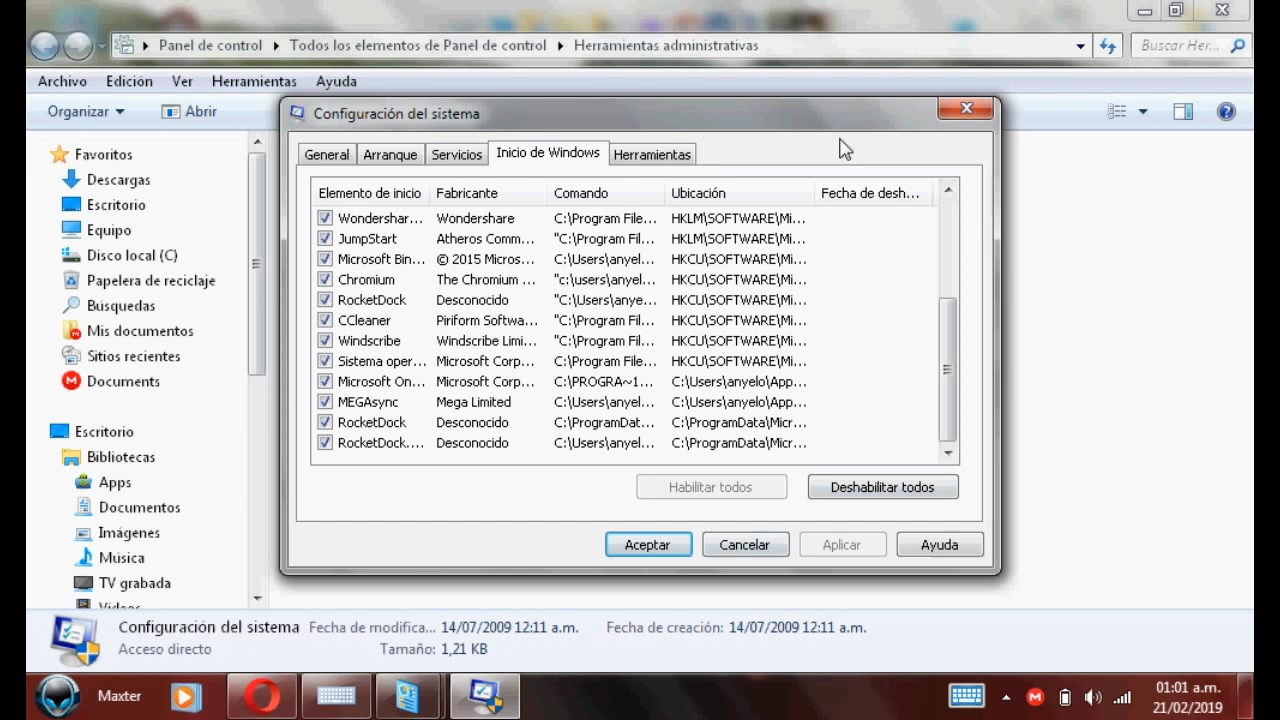 Panel de control
Todos los elementos de Panel de control
Herramientas administrativas
Buscar Her...
Archivo Edición Ver Herramientas Ayuda
Organizar
Abrir
Favoritos
Descargas
Escritorio
Equipo
Disco local (C)
Papelera de reciclaje
Búsquedas
Mis documentos
Sitios recientes
Documents
Escritorio
Bibliotecas
Apps
Documentos
Imágenes
Música
TV grabada
Videos
Configuración del sistema
General Arranque Servicios Inicio de Windows Herramientas
Elemento de inicio Fabricante Comando Ubicación Fecha de desh...
Wondershar... Wondershare C:\Program File... HKLM\SOFTWARE\Mi...
JumpStart Atheros Comm... "C:\Program Fil... HKLM\SOFTWARE\Mi...
Microsoft Bin... © 2015 Micros... C:\Users\anyel... HKCU\SOFTWARE\Mi...
Chromium The Chromium ... "c:\users\anyel... HKCU\SOFTWARE\Mi...
RocketDock Desconocido "C:\Users\anye... HKCU\SOFTWARE\Mi...
CCleaner Piriform Softwa... "C:\Program Fil... HKCU\SOFTWARE\Mi...
Windscribe Windscribe Limi... "C:\Program Fil... HKCU\SOFTWARE\Mi...
Sistema oper... Microsoft Corp... C:\Program File... HKCU\SOFTWARE\Mi...
Microsoft On... Microsoft Corp... C:\PROGRA~1... C:\Users\anyelo\App...
MEGAsync Mega Limited C:\Users\anyel... C:\Users\anyelo\App...
RocketDock Desconocido C:\ProgramDat... C:\ProgramData\Micr...
RocketDock.... Desconocido C:\Users\anyel... C:\ProgramData\Micr...
Habilitar todos Deshabilitar todos
Aceptar Cancelar Aplicar Ayuda
Configuración del sistema Fecha de modifica... 14/07/2009 12:11 a.m. Fecha de creación: 14/07/2009 12:11 a.m.
Acceso directo Tamaño: 1,21 KB
Maxter
01:01 a.m.
21/02/2019